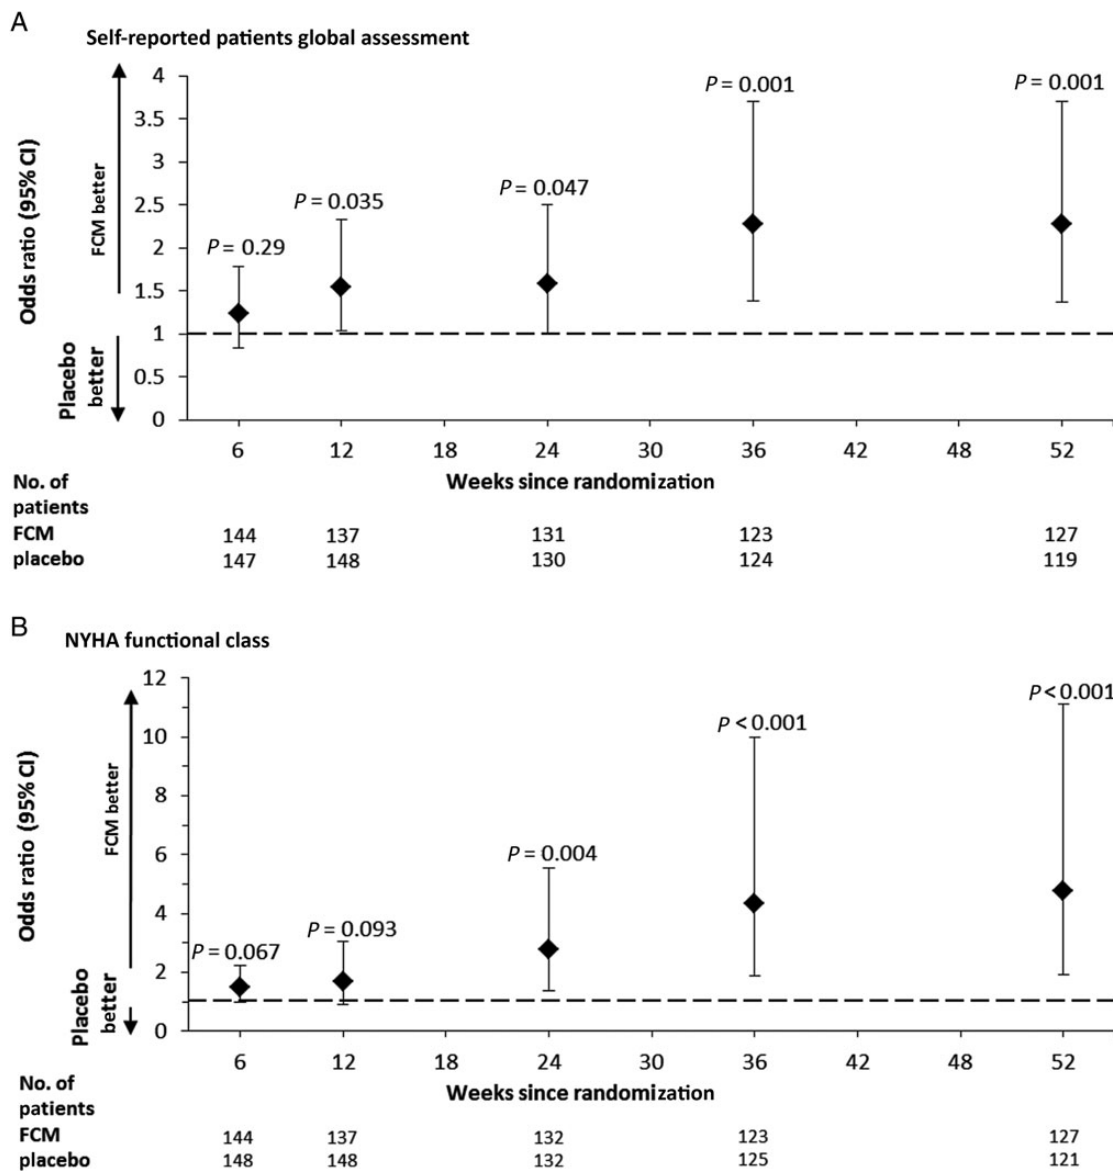 A
Self-reported patients global assessment
Odds ratio (95% CI)
FCM better
Placebo better
4
3.5
3
2.5
2
1.5
1
0.5
0
P = 0.29
P = 0.035
P = 0.047
P = 0.001
P = 0.001
6 12 18 24 30 36 42 48 52
Weeks since randomization
No. of
patients
FCM 144 137 131 123 127
placebo 147 148 130 124 119
B
NYHA functional class
Odds ratio (95% CI)
FCM better
Placebo better
12
10
8
6
4
2
0
P = 0.067
P = 0.093
P = 0.004
P < 0.001
P < 0.001
6 12 18 24 30 36 42 48 52
Weeks since randomization
No. of
patients
FCM 144 137 132 123 127
placebo 148 148 132 125 121